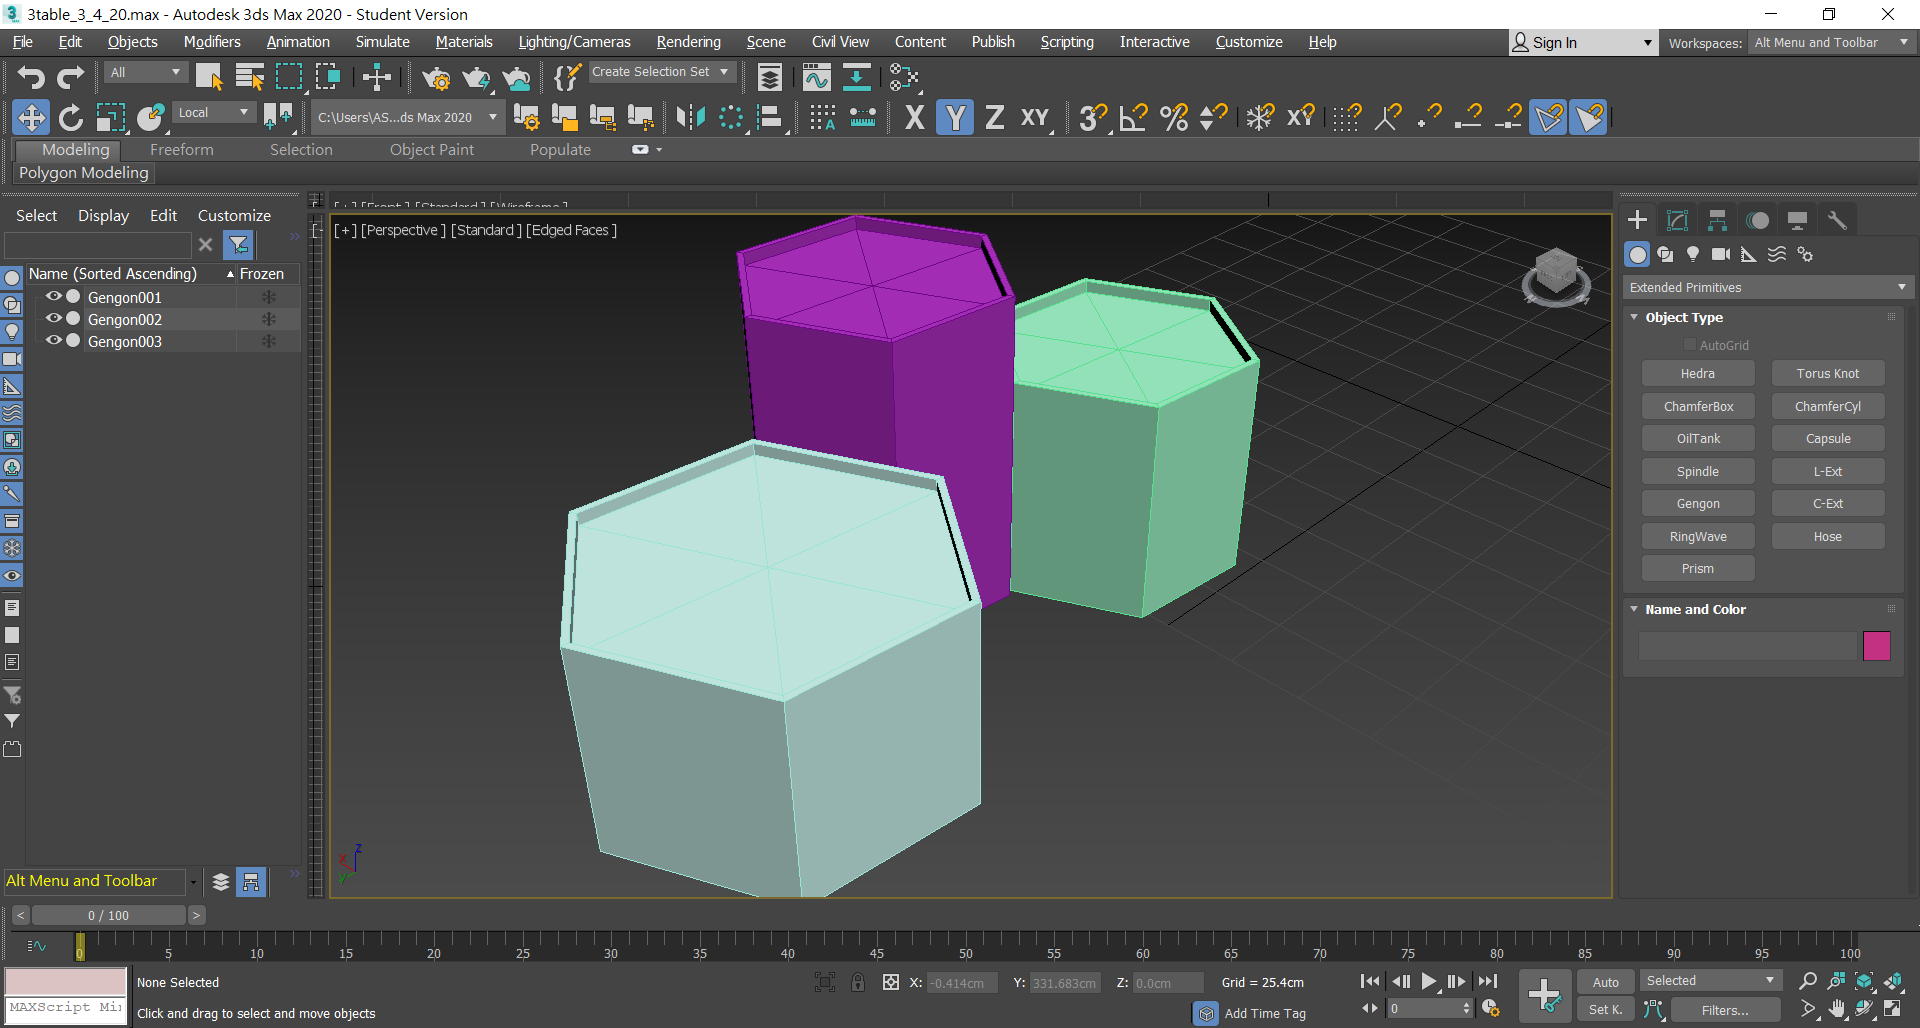 3table_3_4_20.max - Autodesk 3ds Max 2020 - Student Version
File Edit Objects Modifiers Animation Simulate Materials Lighting/Cameras Rendering Scene Civil View Content Publish Scripting Interactive Customize Help Sign In Workspaces: Alt Menu and Toolbar
All Create Selection Set
Local C:\Users\AS...ds Max 2020 X Y Z XY 3 % XY
Modeling Freeform Selection Object Paint Populate
Polygon Modeling
Select Display Edit Customize
[+] [Front ] [Standard ] [Wireframe ]
[+] [Perspective ] [Standard ] [Edged Faces ]
Name (Sorted Ascending) Frozen
Gengon001
Gengon002
Gengon003
Extended Primitives
Object Type
AutoGrid
Hedra Torus Knot
ChamferBox ChamferCyl
OilTank Capsule
Spindle L-Ext
Gengon C-Ext
RingWave Hose
Prism
Name and Color
z
x
y
Alt Menu and Toolbar
< 0 / 100 >
0 5 10 15 20 25 30 35 40 45 50 55 60 65 70 75 80 85 90 95 100
None Selected X: -0.414cm Y: 331.683cm Z: 0.0cm Grid = 25.4cm Auto Selected
MAXScript Mi
Click and drag to select and move objects Add Time Tag 0 Set K. Filters...